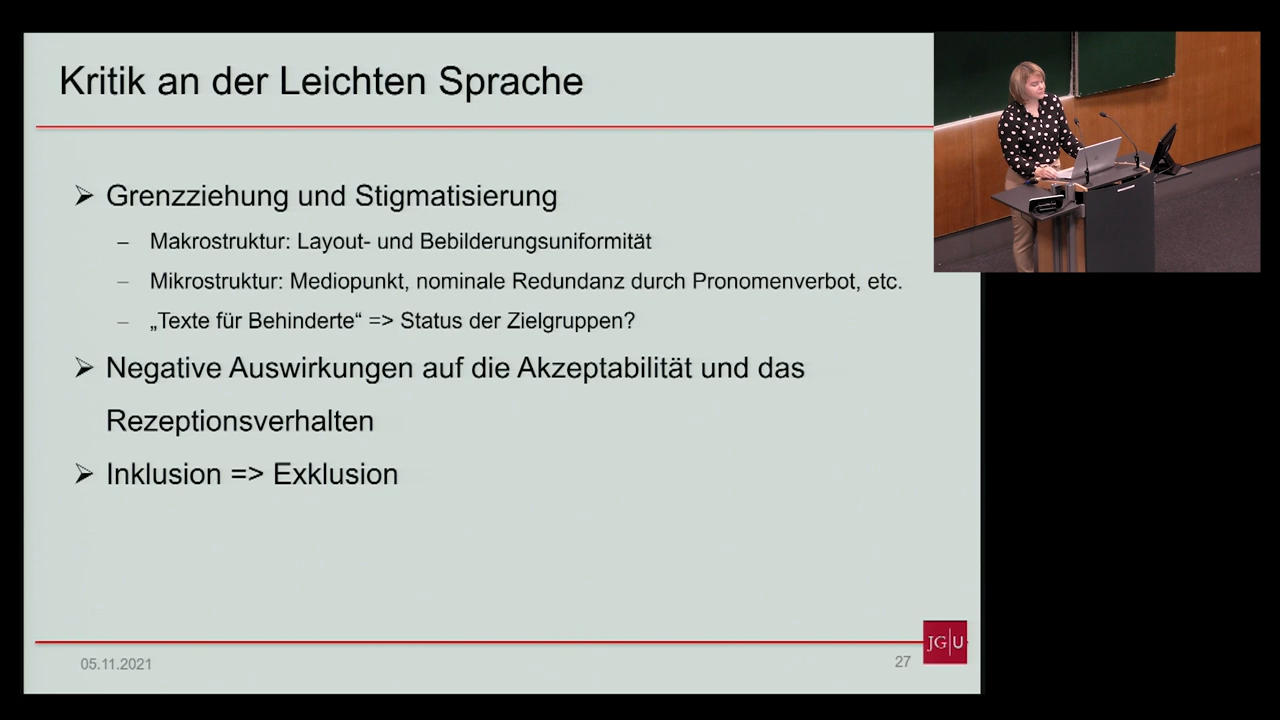 Kritik an der Leichten Sprache
➢ Grenzziehung und Stigmatisierung
– Makrostruktur: Layout- und Bebilderungsuniformität
– Mikrostruktur: Mediopunkt, nominale Redundanz durch Pronomenverbot, etc.
– „Texte für Behinderte“ => Status der Zielgruppen?
➢ Negative Auswirkungen auf die Akzeptabilität und das
Rezeptionsverhalten
➢ Inklusion => Exklusion
05.11.2021
27
JG|U